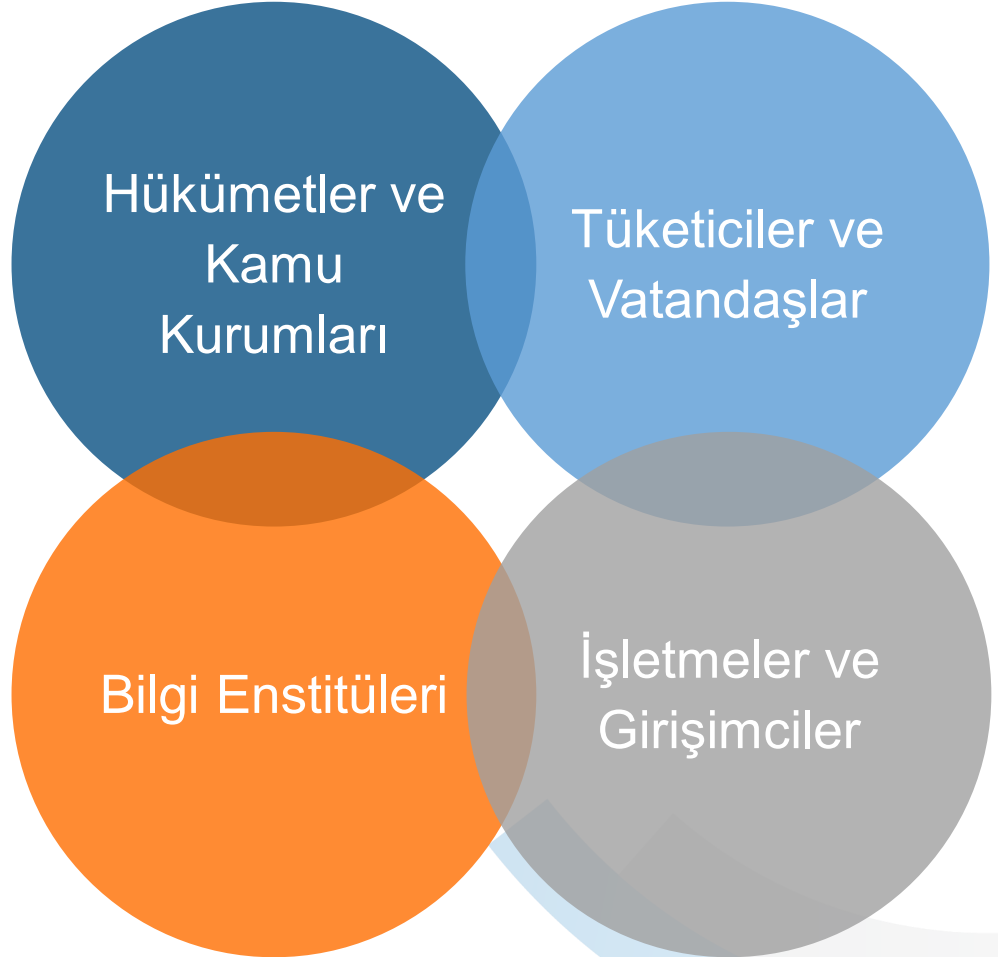 Hükümetler ve
Kamu
Kurumları
Tüketiciler ve
Vatandaşlar
Bilgi Enstitüleri
İşletmeler ve
Girişimciler